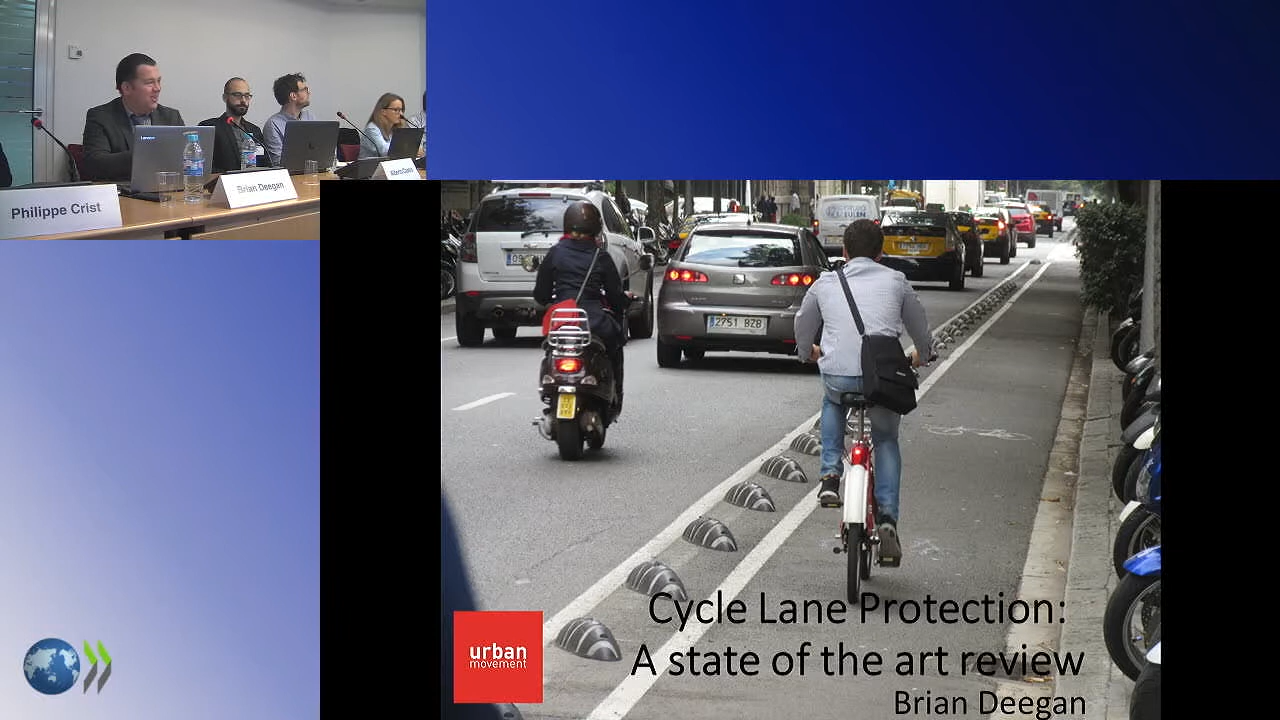 Philippe Crist
Brian Deegan
2751 BZB
urban
movement
Cycle Lane Protection:
A state of the art review
Brian Deegan